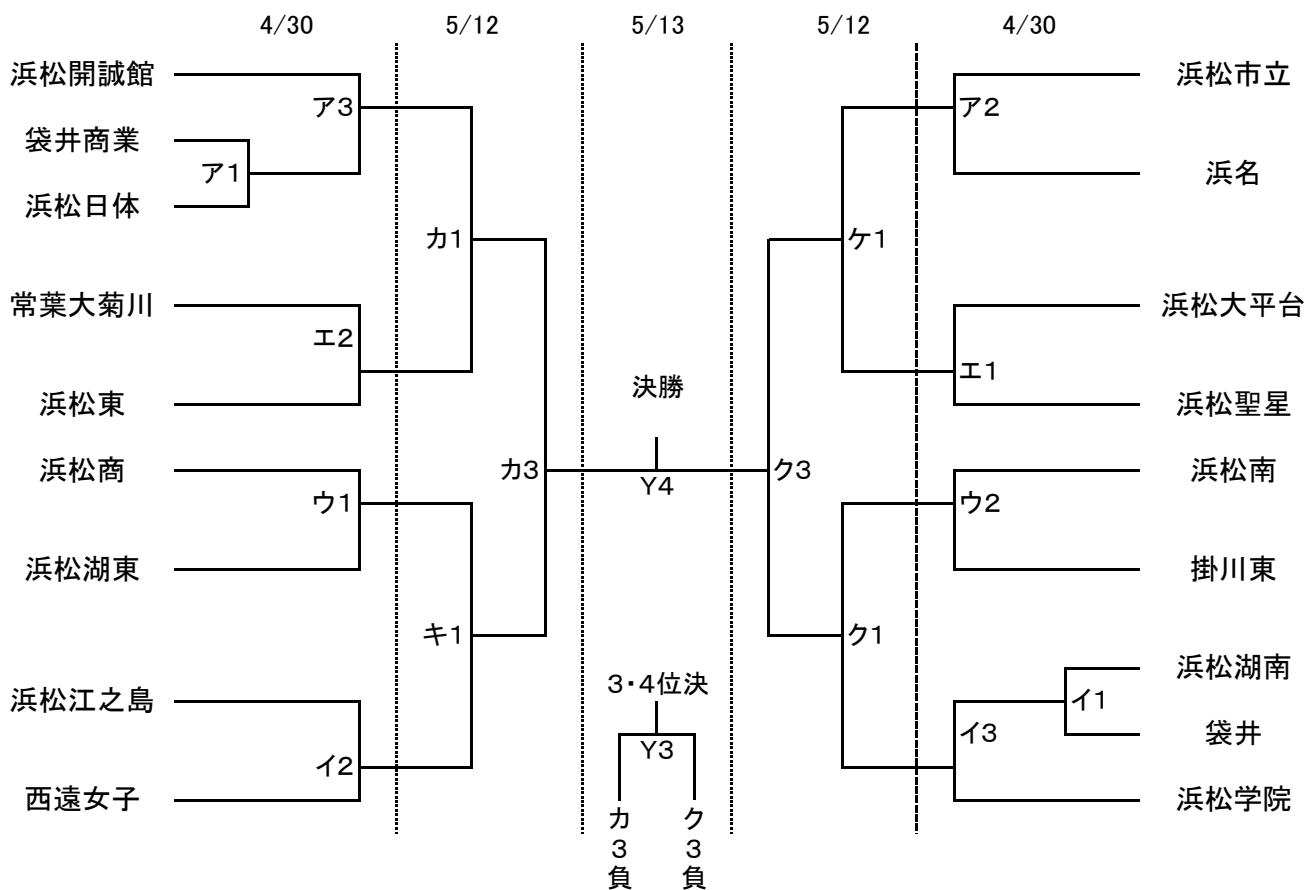 4/30 5/12 5/13 5/12 4/30
浜松開誠館
袋井商業
浜松日体
常葉大菊川
浜松東
浜松商
浜松湖東
浜松江之島
西遠女子
ア3
ア1
エ2
ウ1
イ2
カ1
キ1
カ3
決勝
Y4
3・4位決
Y3
カ3負
ク3負
ク3
ケ1
ク1
ア2
エ1
ウ2
イ3
イ1
浜松市立
浜名
浜松大平台
浜松聖星
浜松南
掛川東
浜松湖南
袋井
浜松学院